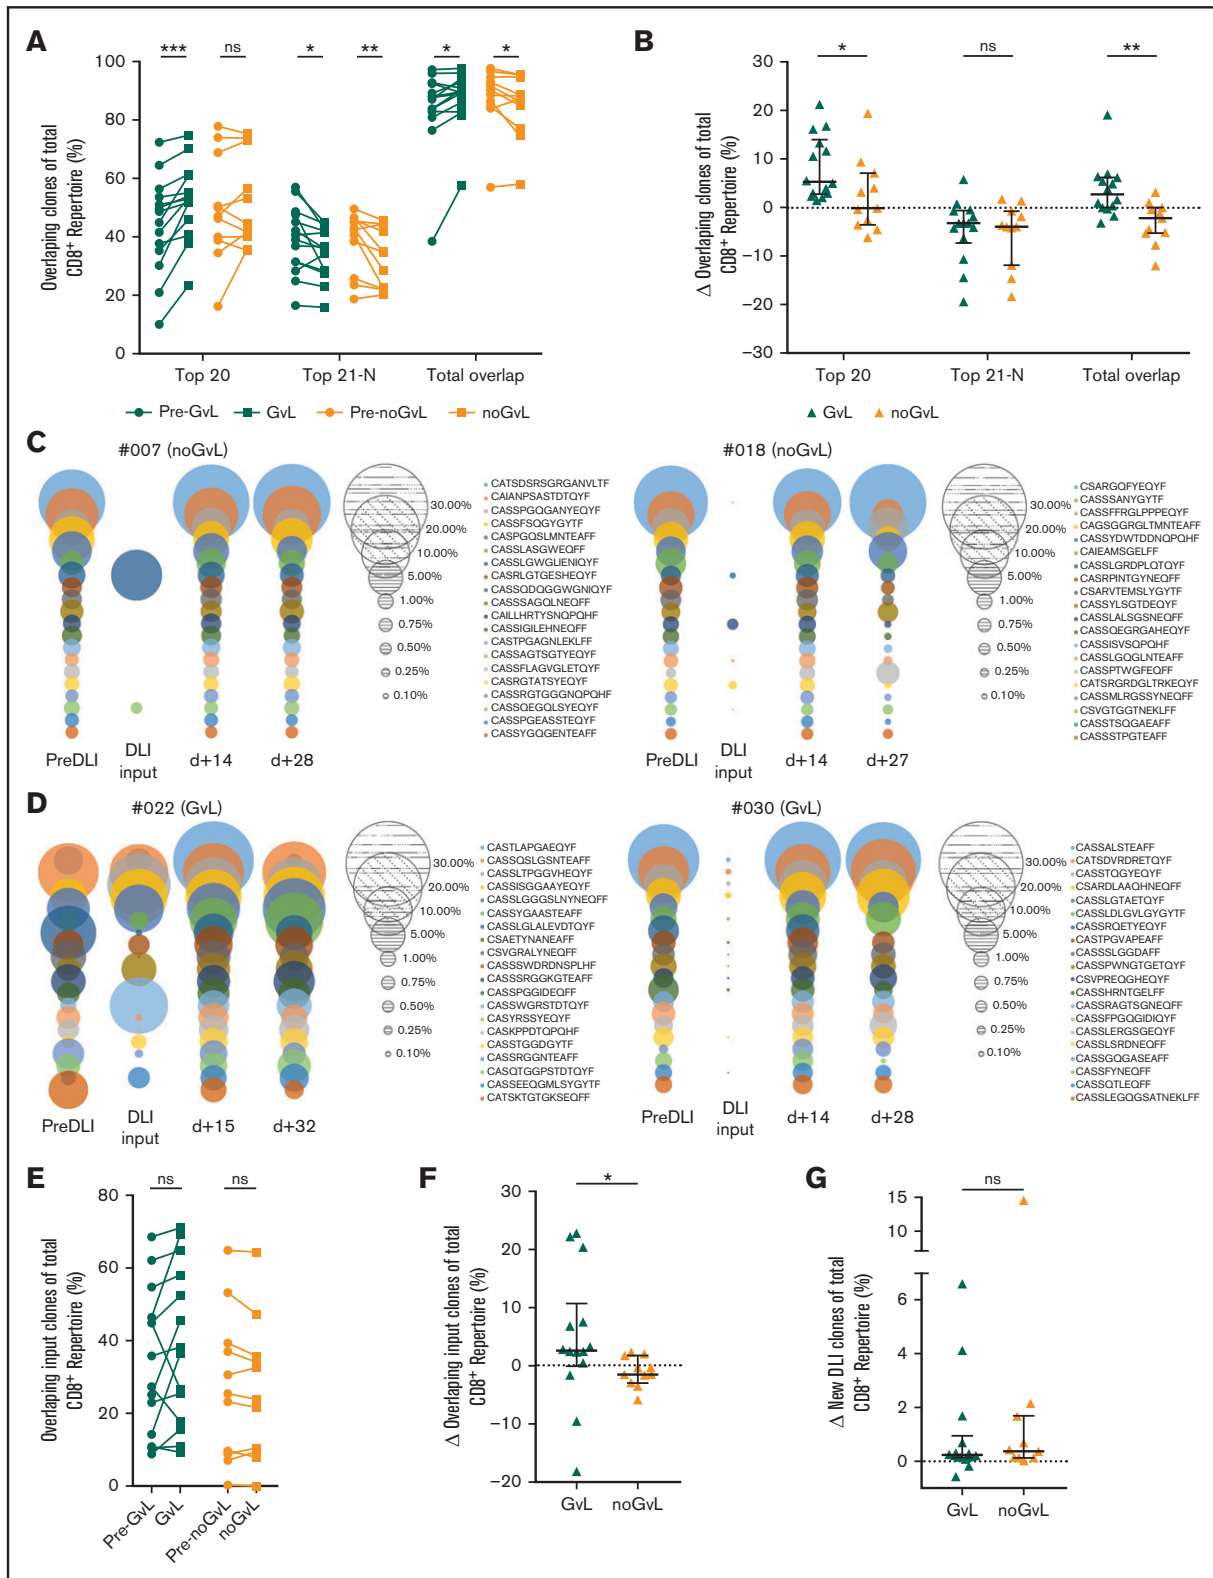 A
Overlaping clones of total
CD8+ Repertoire (%)
100
80
60
40
20
0
*** ns * ** * *
Top 20 Top 21-N Total overlap
Pre-GvL GvL Pre-noGvL noGvL
B
Δ Overlaping clones of total
CD8+ Repertoire (%)
30
20
10
0
−10
−20
−30
* ns **
Top 20 Top 21-N Total overlap
GvL noGvL
C
#007 (noGvL)
30.00%
20.00%
10.00%
5.00%
1.00%
0.75%
0.50%
0.25%
0.10%
CATSDSRSGRGANVLTF
CAIANPSASTDTQYF
CASSPGQGANYEQYF
CASSFSQGYGYTF
CASPGQSLMNTEAFF
CASSLASGWEQFF
CASSLGWGLIENIQYF
CASRLGTGESHEQYF
CASSQDQGGWGNIQYF
CASSSAGQLNEQFF
CAILLHRTYSNQPQHF
CASSIGILEHNEQFF
CASTPGAGNLEKLFF
CASSAGTSGTYEQYF
CASSFLAGVGLETQYF
CASRGTATSYEQYF
CASSRGTGGGNQPQHF
CASSQEGQLSYEQYF
CASSPGEASSTEQYF
CASSYGQGENTEAFF
PreDLI DLI input d+14 d+28
#018 (noGvL)
30.00%
20.00%
10.00%
5.00%
1.00%
0.75%
0.50%
0.25%
0.10%
CSARGQFYEQYF
CASSSANYGYTF
CASSFFRGLPPPEQYF
CAGSGGRGLTMNTEAFF
CASSYDWTDDNQPQHF
CAIEAMSGELFF
CASSLGRDPLQTQYF
CASRPINTGYNEQFF
CSARVTEMSLYGYTF
CASSYLSGTDEQYF
CASSLALSGSNEQFF
CASSQEGRGAHEQYF
CASSISVSQPQHF
CASSLGQGLNTEAFF
CASSPTWGFEQFF
CATSRGRDGLTRKEQYF
CASSMLRGSSYNEQFF
CSVGTGGTNEKLFF
CASSTSQGAEAFF
CASSSTPGTEAFF
PreDLI DLI input d+14 d+27
D
#022 (GvL)
30.00%
20.00%
10.00%
5.00%
1.00%
0.75%
0.50%
0.25%
0.10%
CASTLAPGAEQYF
CASSQSLGSNTEAFF
CASSLTPGGVHEQYF
CASSISGGAAYEQYF
CASSLGGGSLNYNEQFF
CASSYGAASTEAFF
CASSLGLALEVDTQYF
CSAETYNANEAFF
CSVGRALYNEQFF
CASSSWDRDNSPLHF
CASSSRGGKGTEAFF
CASSPGGIDEQFF
CASSWGRSTDTQYF
CASYRSSYEQYF
CASKPPDTQPQHF
CASSTGGDGYTF
CASSRGGNTEAFF
CASQTGGPSTDTQYF
CASSEEQGMLSYGYTF
CATSKTGTGKSEQFF
PreDLI DLI input d+15 d+32
#030 (GvL)
30.00%
20.00%
10.00%
5.00%
1.00%
0.75%
0.50%
0.25%
0.10%
CASSALSTEAFF
CATSDVRDRETQYF
CASSTQGYEQYF
CSARDLAAQHNEQFF
CASSLGTAETQYF
CASSLDLGVLGYGYTF
CASSRQETYEQYF
CASTPGVAPEAFF
CASSSLGGDAFF
CASSPWNGTGETQYF
CSVPREQGHEQYF
CASSHRNTGELFF
CASSRAGTSGNEQFF
CASSFPGQGIDIQYF
CASSLERGSGEQYF
CASSLSRDNEQFF
CASSGQGASEAFF
CASSFYNEQFF
CASSQTLEQFF
CASSLEGQGSATNEKLFF
PreDLI DLI input d+14 d+28
E
Overlaping input clones of total
CD8+ Repertoire (%)
80
60
40
20
0
ns ns
Pre-GvL GvL Pre-noGvL noGvL
F
Δ Overlaping input clones of total
CD8+ Repertoire (%)
30
20
10
0
−10
−20
*
GvL noGvL
G
Δ New DLI clones of total
CD8+ Repertoire (%)
15
10
6
4
2
0
ns
GvL noGvL